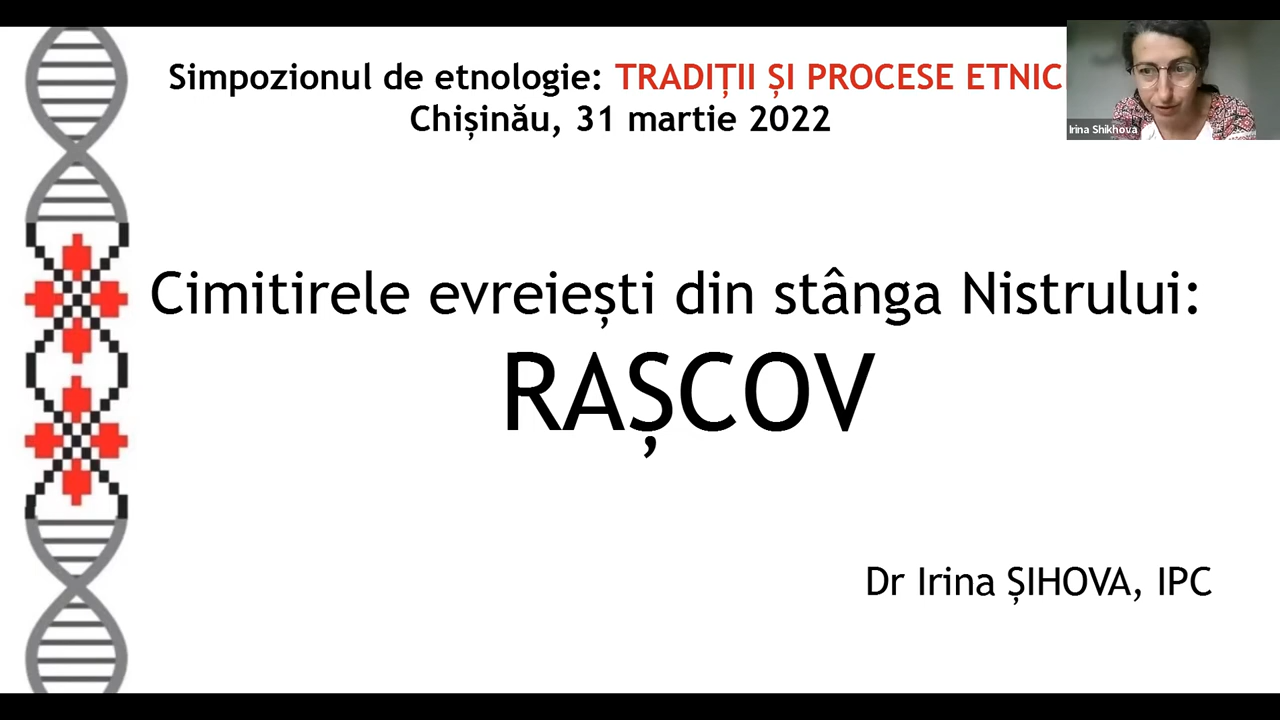 Simpozionul de etnologie: TRADIȚII ȘI PROCESE ETNIC
Chișinău, 31 martie 2022
Irina Shikhova
Cimitirele evreiești din stânga Nistrului:
RAȘCOV
Dr Irina ȘIHOVA, IPC